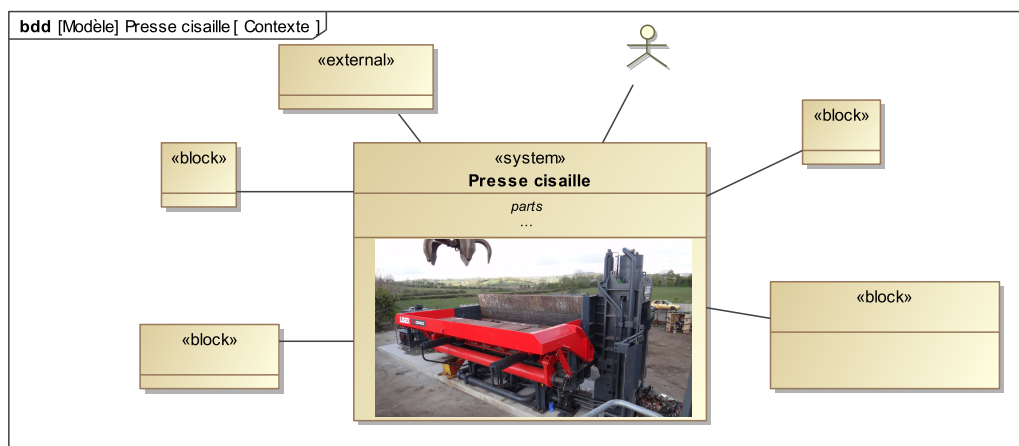 bdd [Modèle] Presse cisaille [ Contexte ]
«external»
«block»
«block»
«system»
Presse cisaille
parts
...
«block»
«block»